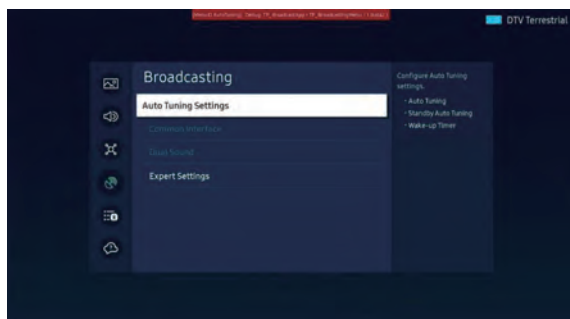 DTV Terrestrial
Broadcasting
Auto Tuning Settings
Common Interface
Dual Sound
Expert Settings
Configure Auto Tuning
settings.
- Auto Tuning
- Standby Auto Tuning
- Wake-up Timer